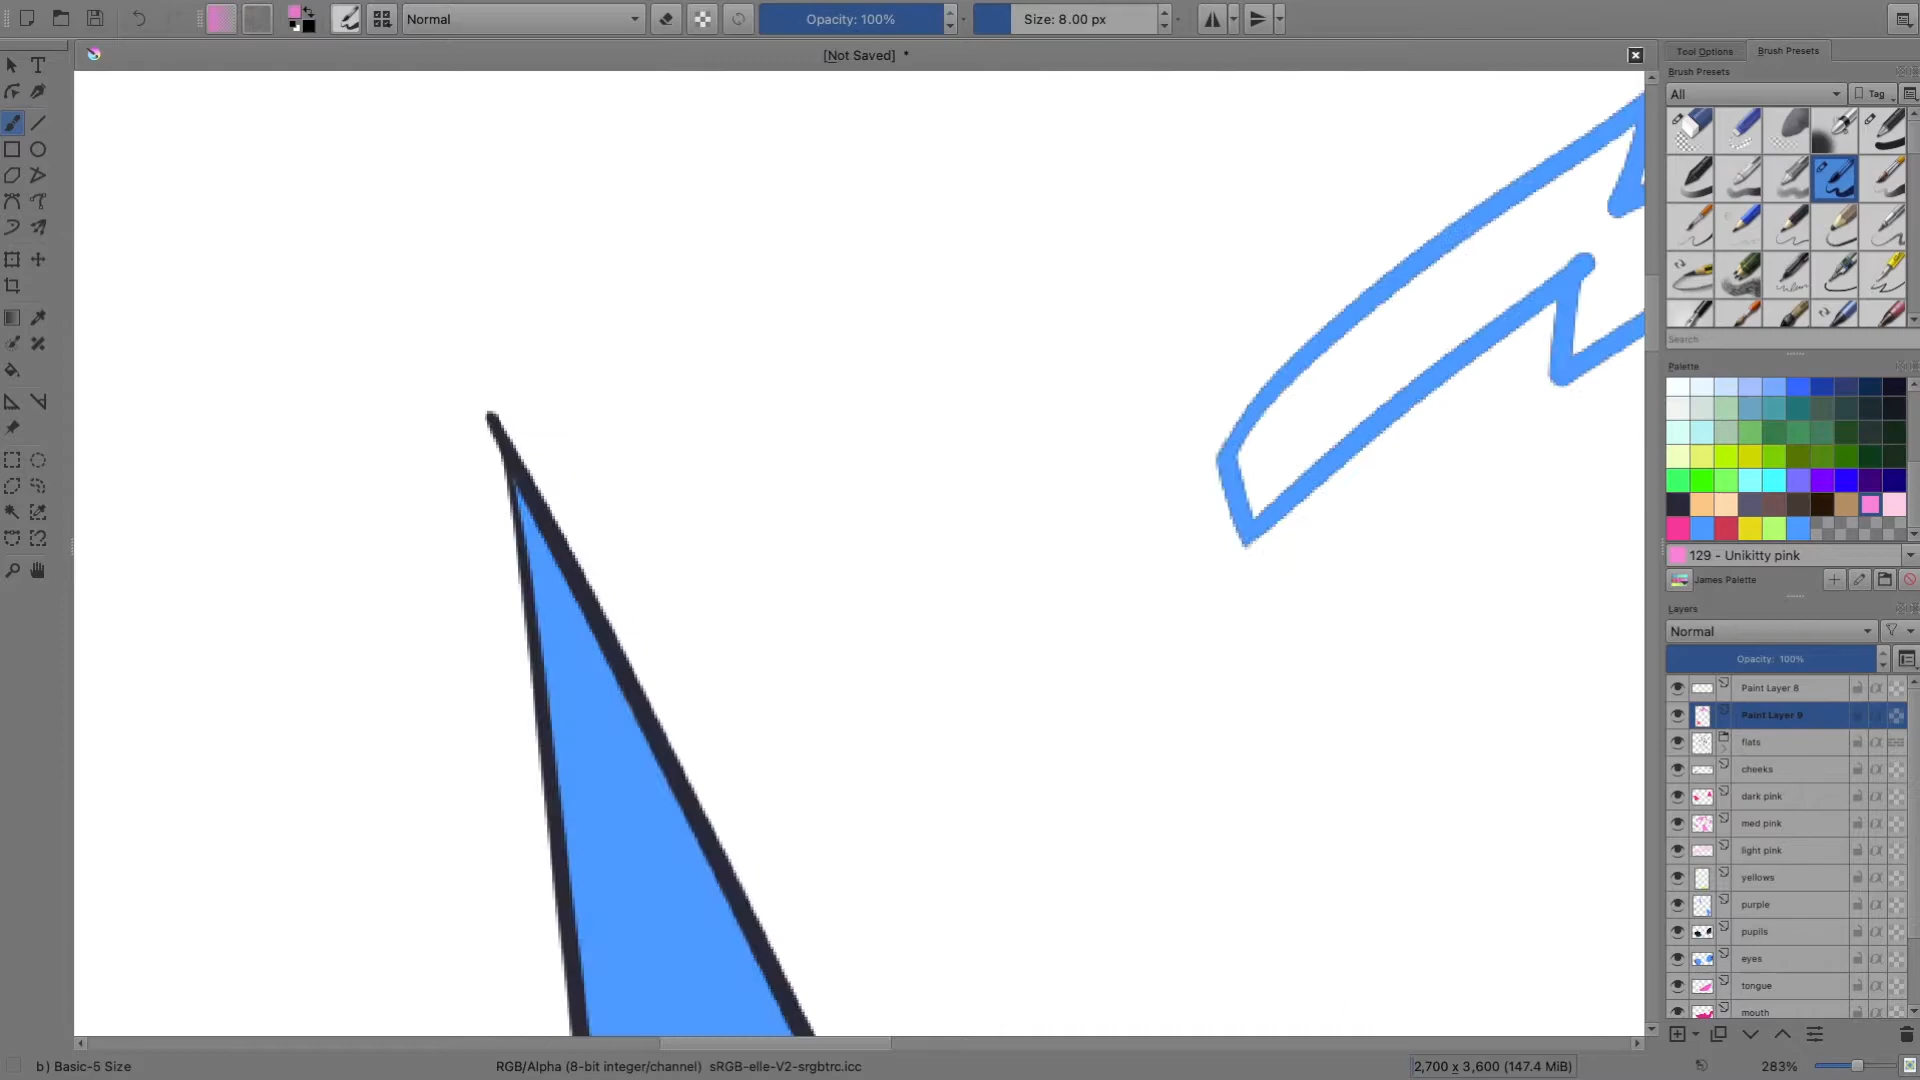 Normal
Opacity: 100%
Size: 8.00 px
[Not Saved] *
Tool Options
Brush Presets
Brush Presets
All
Tag
Search
Palette
129 - Unikitty pink
James Palette
Layers
Normal
Opacity: 100%
Paint Layer 8
Paint Layer 9
flats
cheeks
dark pink
med pink
light pink
yellows
purple
pupils
eyes
tongue
mouth
b) Basic-5 Size
RGB/Alpha (8-bit integer/channel) sRGB-elle-V2-srgbtrc.icc
2,700 x 3,600 (147.4 MiB)
283%